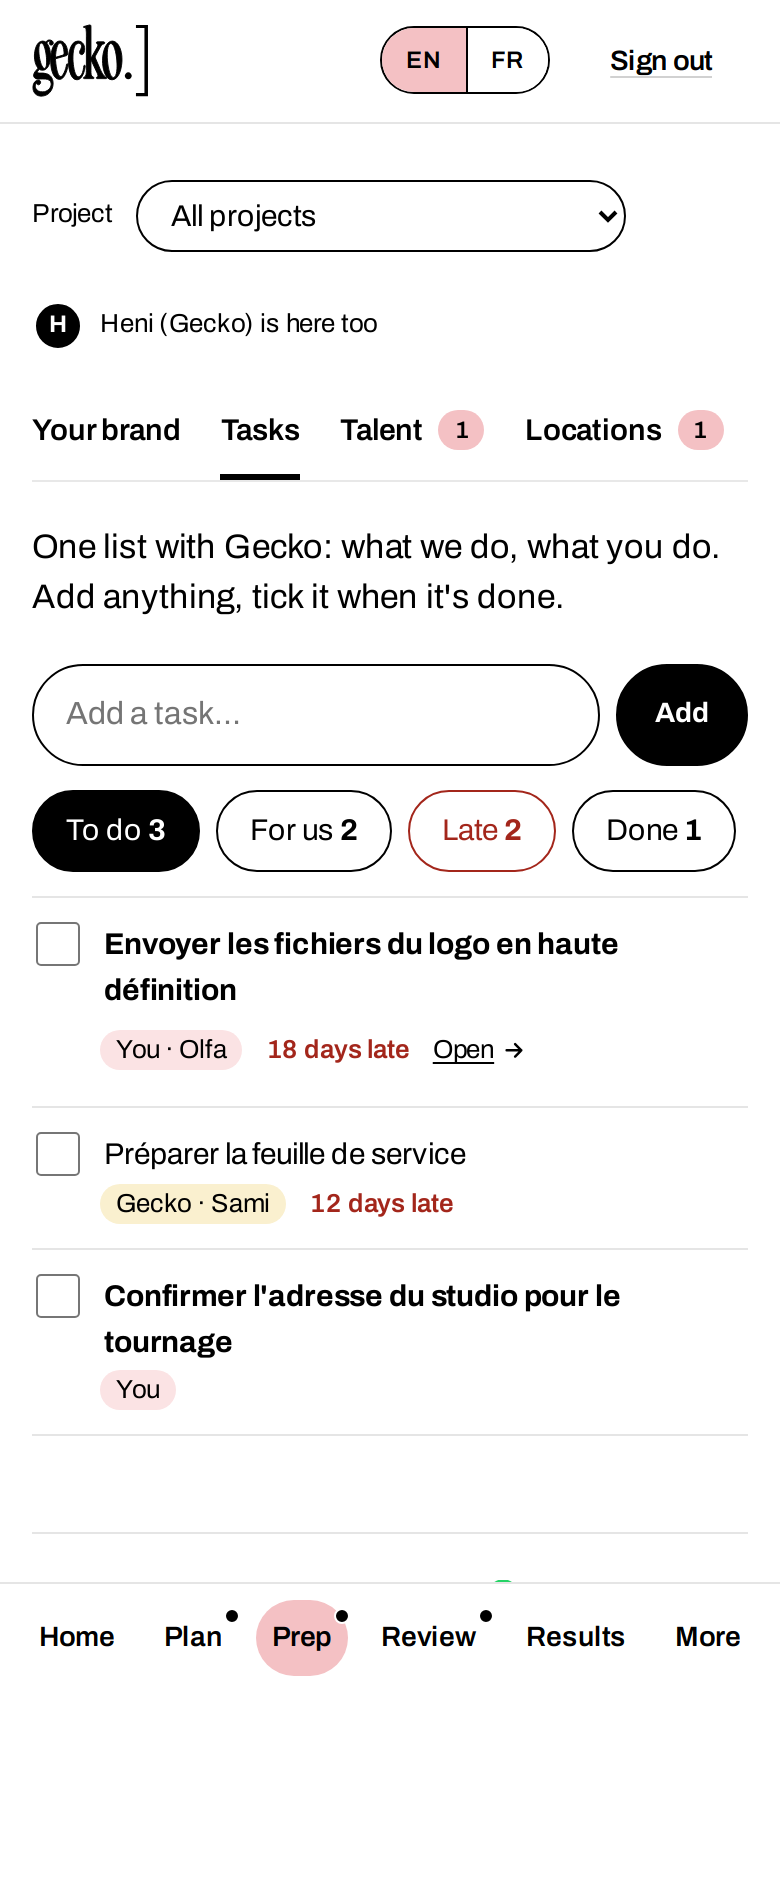 gecko.]
EN FR Sign out
Project All projects
H Heni (Gecko) is here too
Your brand Tasks Talent 1 Locations 1
One list with Gecko: what we do, what you do.
Add anything, tick it when it's done.
Add a task... Add
To do 3 For us 2 Late 2 Done 1
Envoyer les fichiers du logo en haute
définition
You · Olfa 18 days late Open →
Préparer la feuille de service
Gecko · Sami 12 days late
Confirmer l'adresse du studio pour le
tournage
You
Home Plan Prep Review Results More